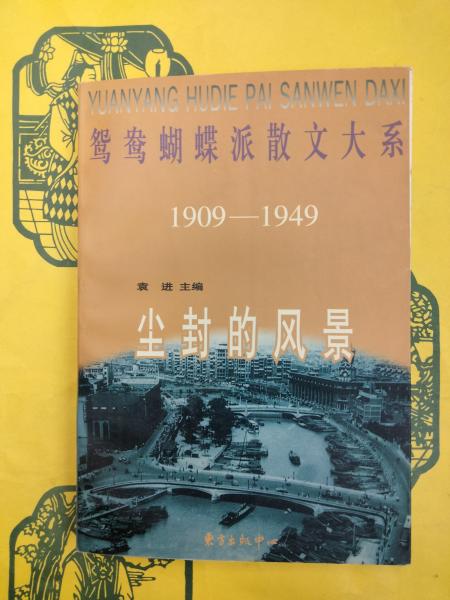 YUANYANG HUDIE PAI SANWEN DAXI
鸳鸯蝴蝶派散文大系
1909—1949
袁进 主编
尘封的风景
东方出版中心